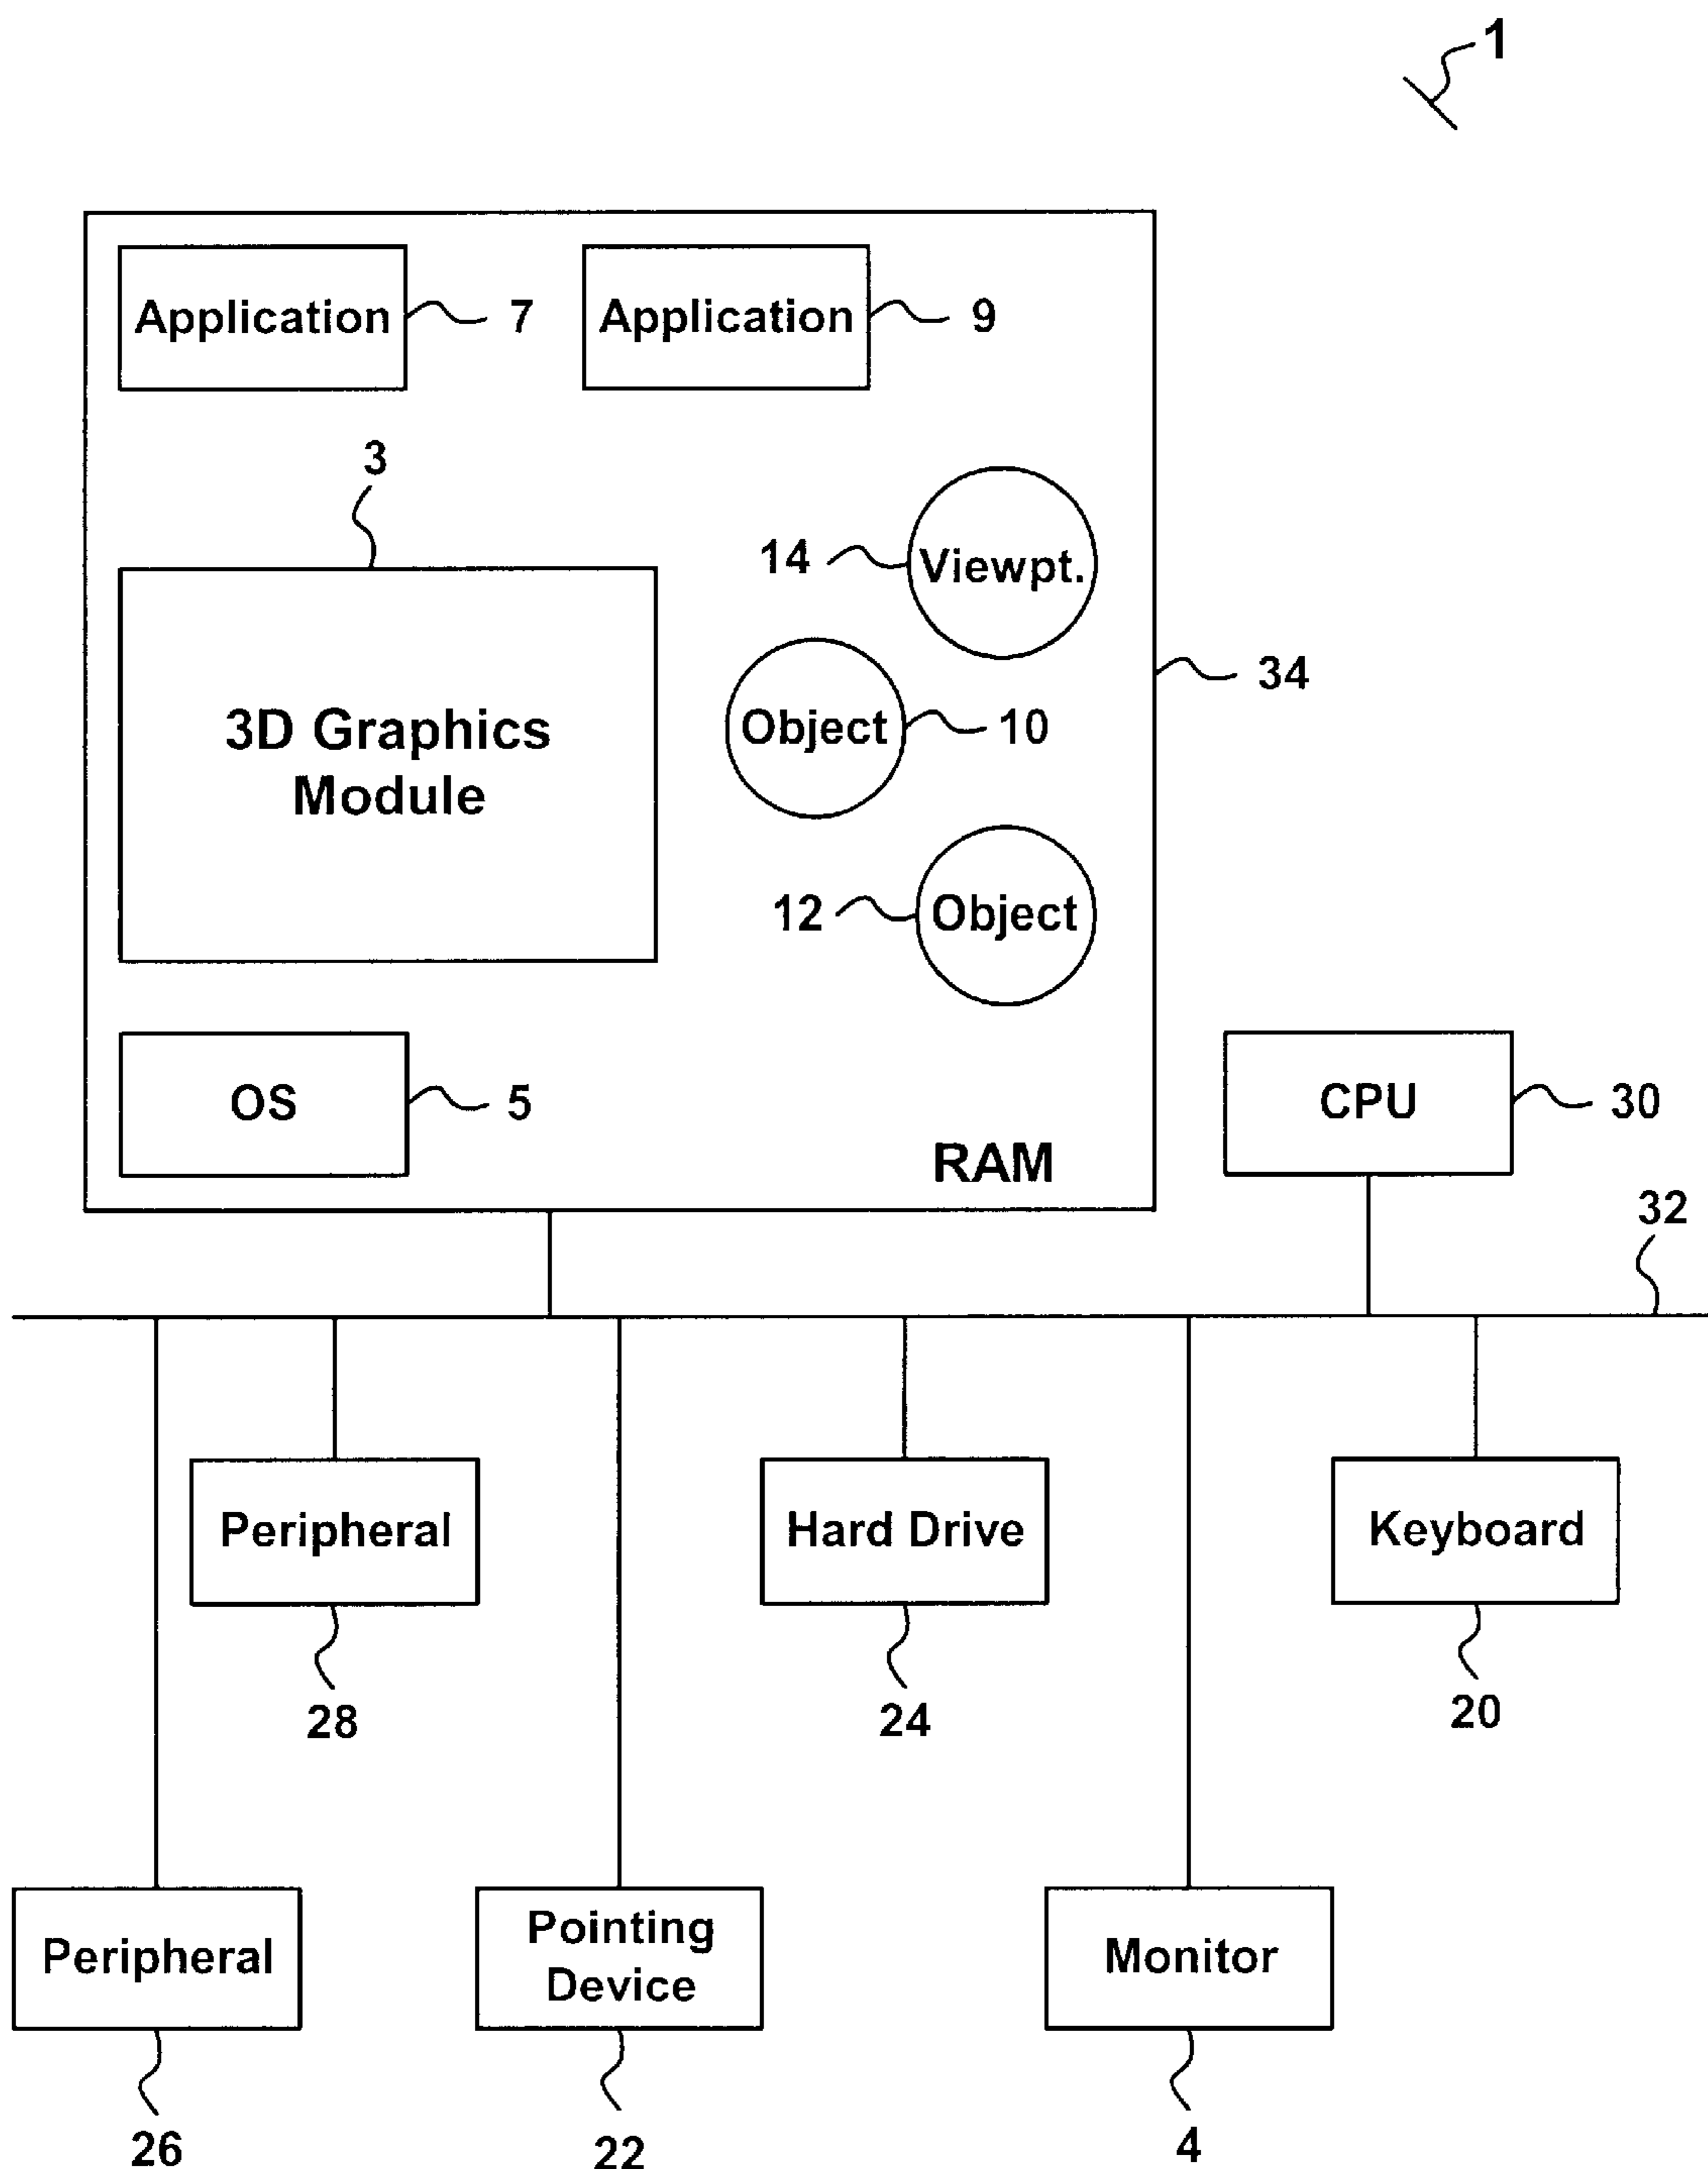 1
Application 7 Application 9
3
14 Viewpt.
34
3D Graphics
Module
Object 10
12 Object
OS 5
CPU 30
RAM
32
Peripheral
Hard Drive
Keyboard
28
24
20
Peripheral
Pointing
Device
Monitor
26
22
4